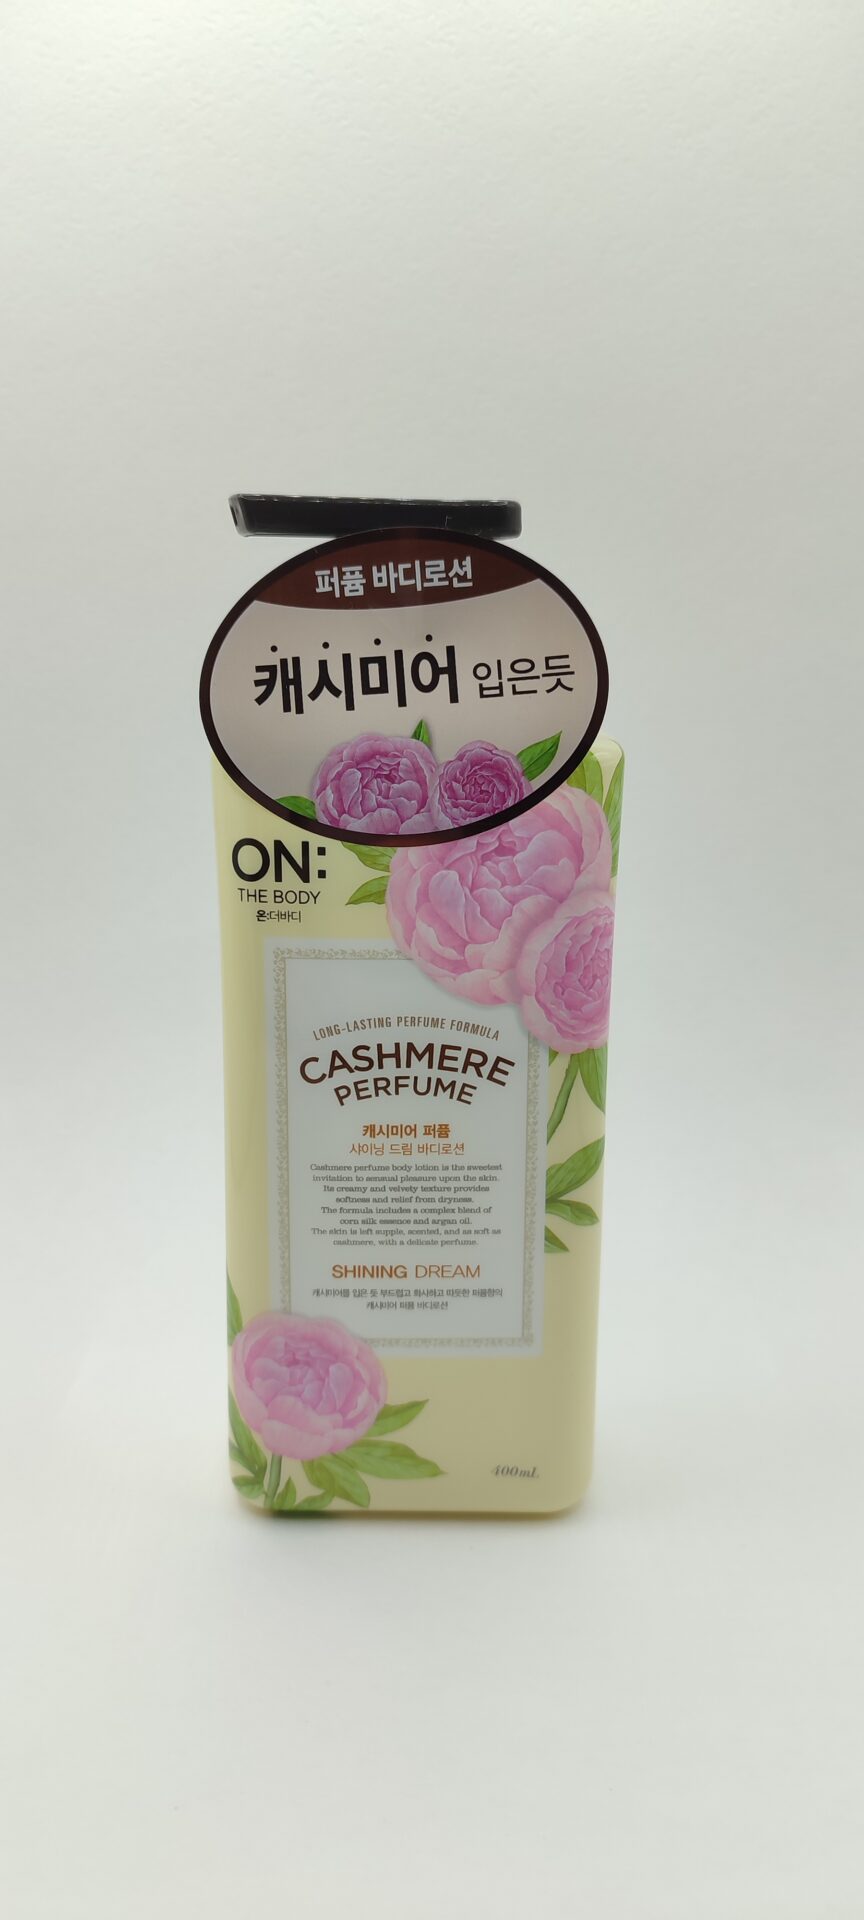 퍼퓸 바디로션
캐시미어 입은듯
ON:
THE BODY
온:더바디
LONG-LASTING PERFUME FORMULA
CASHMERE
PERFUME
캐시미어 퍼퓸
샤이닝 드림 바디로션
Cashmere perfume body lotion is the sweetest
invitation to sensual pleasure upon the skin.
Its creamy and velvety texture provides
softness and relief from dryness.
The formula includes a complex blend of
corn silk essence and argan oil.
The skin is left supple, scented, and as soft as
cashmere, with a delicate perfume.
SHINING DREAM
캐시미어를 입은 듯 부드럽고 화사하고 따뜻한 퍼퓸향의
캐시미어 퍼퓸 바디로션
400mL